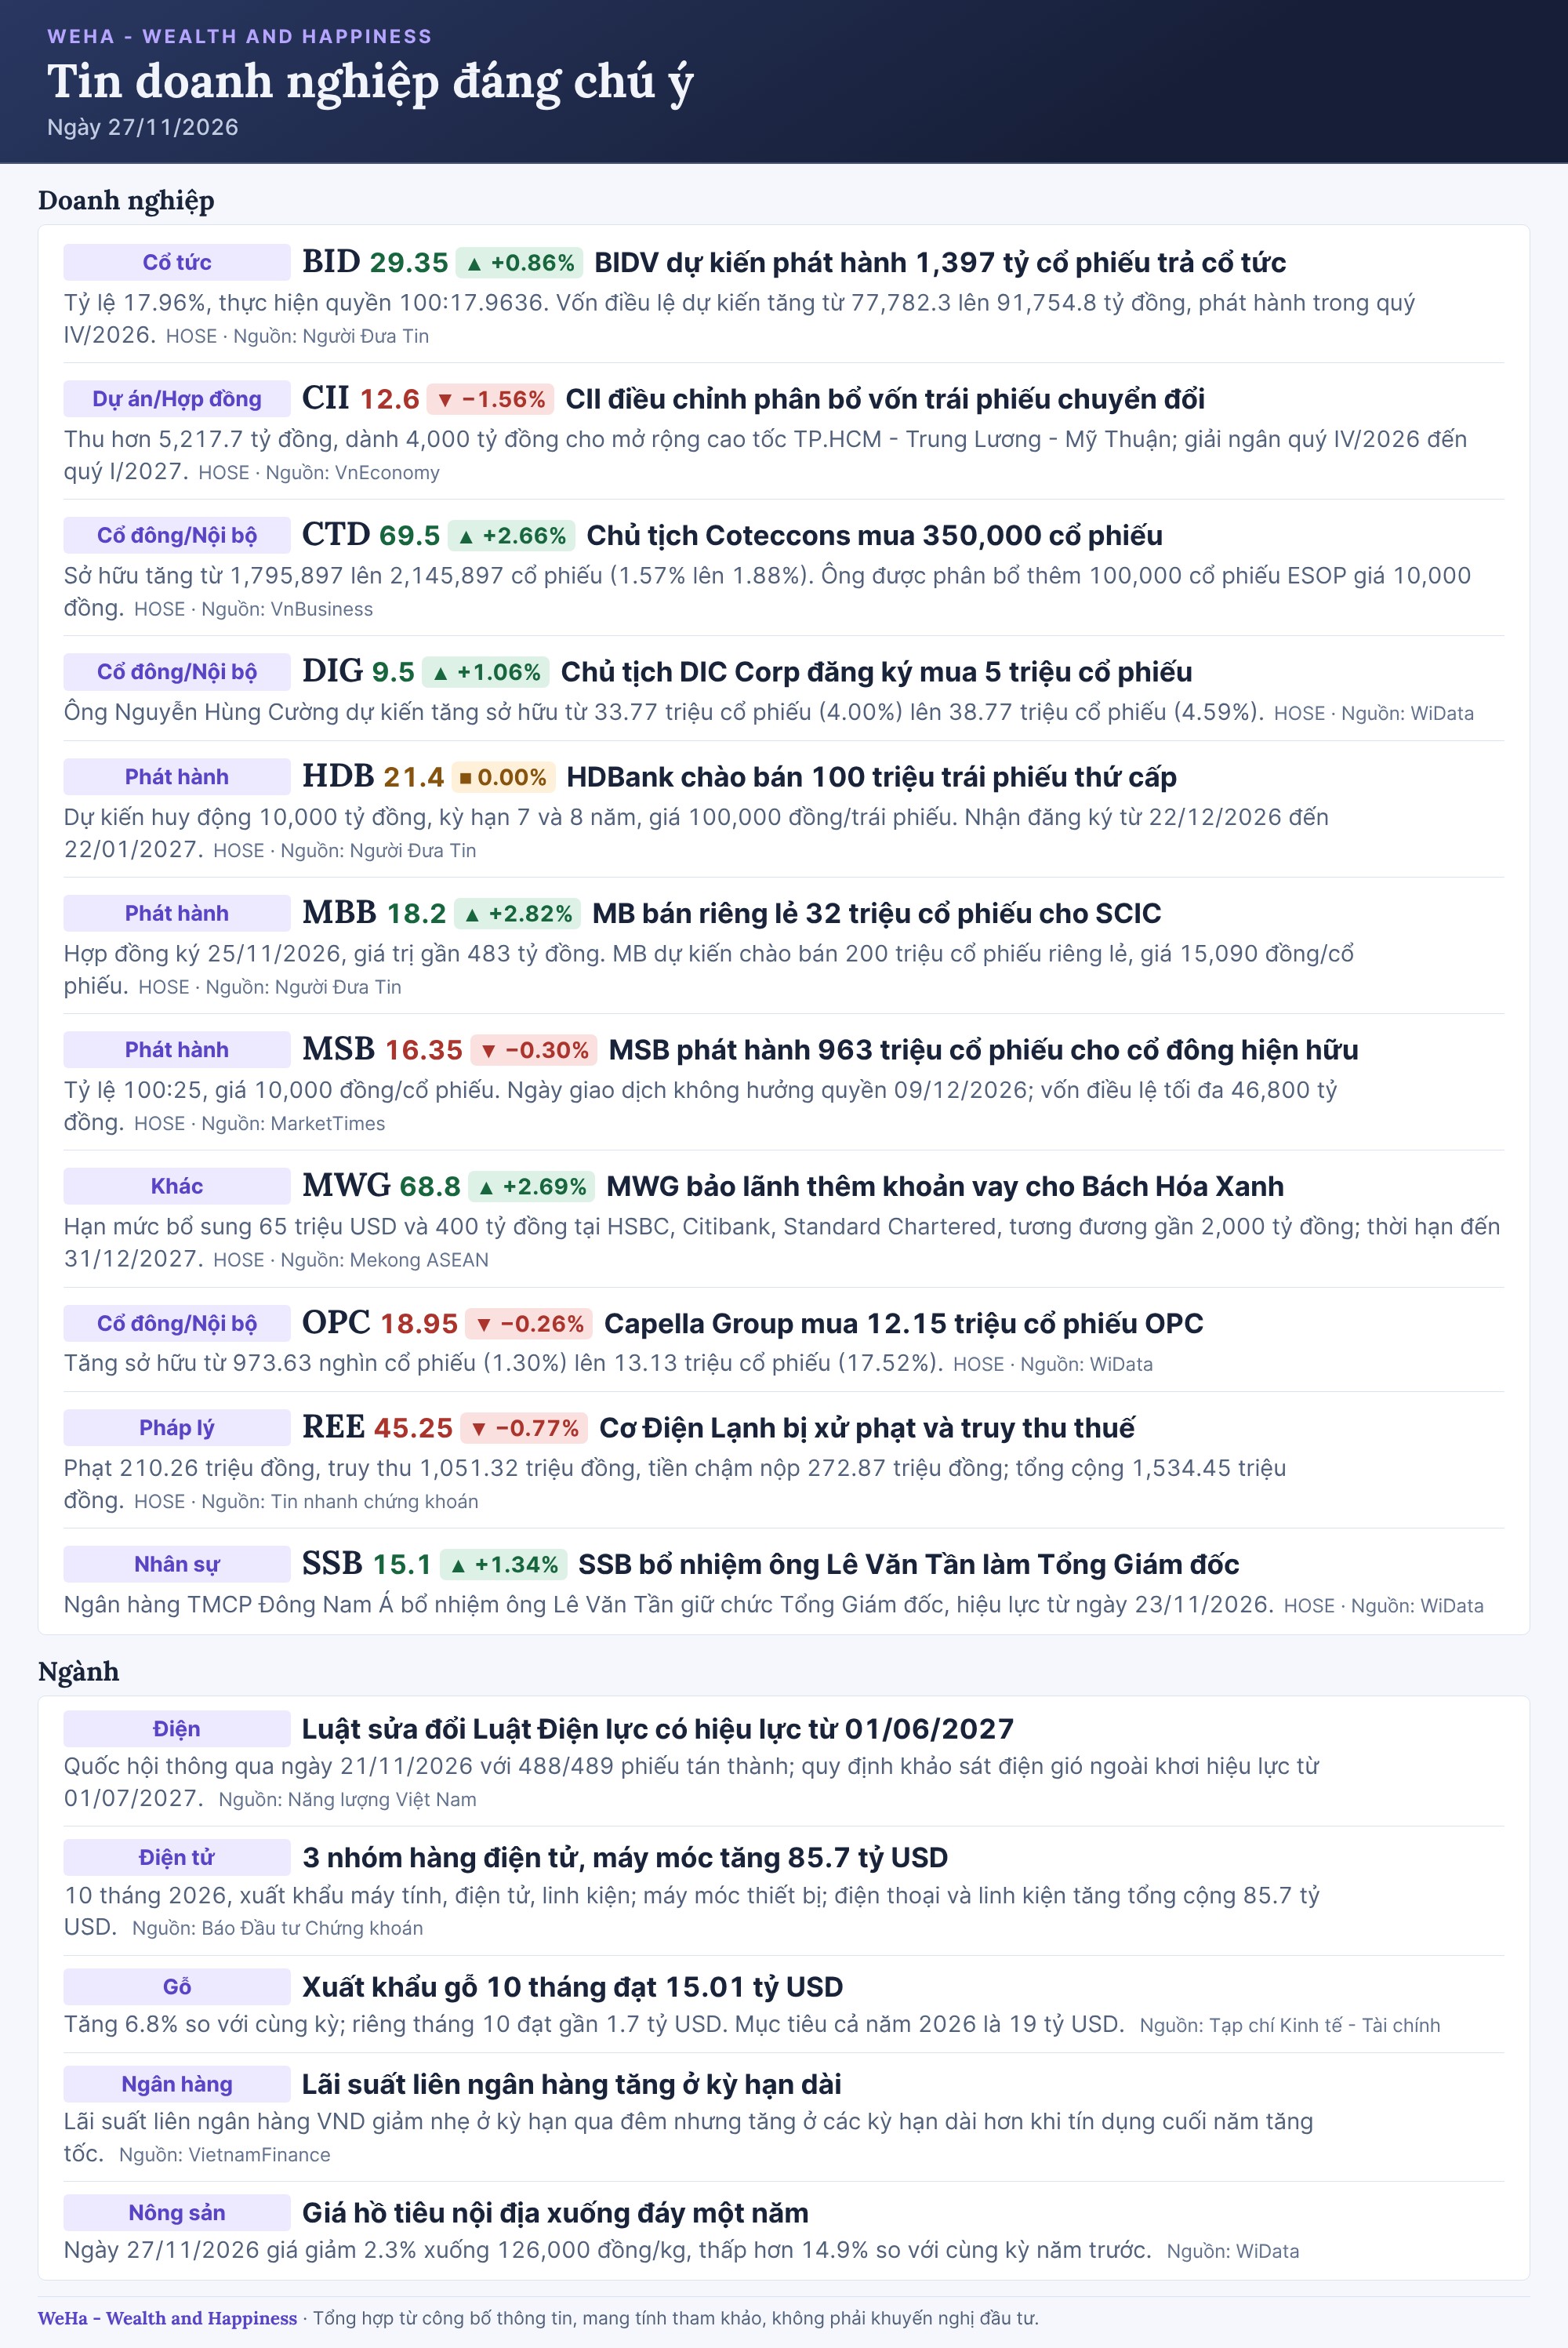 WEHA - WEALTH AND HAPPINESS
Tin doanh nghiệp đáng chú ý
Ngày 27/11/2026
Doanh nghiệp
Cổ tức BID 29.35 ▲ +0.86% BIDV dự kiến phát hành 1,397 tỷ cổ phiếu trả cổ tức
Tỷ lệ 17.96%, thực hiện quyền 100:17.9636. Vốn điều lệ dự kiến tăng từ 77,782.3 lên 91,754.8 tỷ đồng, phát hành trong quý
IV/2026. HOSE · Nguồn: Người Đưa Tin
Dự án/Hợp đồng CII 12.6 ▼ −1.56% CII điều chỉnh phân bổ vốn trái phiếu chuyển đổi
Thu hơn 5,217.7 tỷ đồng, dành 4,000 tỷ đồng cho mở rộng cao tốc TP.HCM - Trung Lương - Mỹ Thuận; giải ngân quý IV/2026 đến
quý I/2027. HOSE · Nguồn: VnEconomy
Cổ đông/Nội bộ CTD 69.5 ▲ +2.66% Chủ tịch Coteccons mua 350,000 cổ phiếu
Sở hữu tăng từ 1,795,897 lên 2,145,897 cổ phiếu (1.57% lên 1.88%). Ông được phân bổ thêm 100,000 cổ phiếu ESOP giá 10,000
đồng. HOSE · Nguồn: VnBusiness
Cổ đông/Nội bộ DIG 9.5 ▲ +1.06% Chủ tịch DIC Corp đăng ký mua 5 triệu cổ phiếu
Ông Nguyễn Hùng Cường dự kiến tăng sở hữu từ 33.77 triệu cổ phiếu (4.00%) lên 38.77 triệu cổ phiếu (4.59%). HOSE · Nguồn: WiData
Phát hành HDB 21.4 ■ 0.00% HDBank chào bán 100 triệu trái phiếu thứ cấp
Dự kiến huy động 10,000 tỷ đồng, kỳ hạn 7 và 8 năm, giá 100,000 đồng/trái phiếu. Nhận đăng ký từ 22/12/2026 đến
22/01/2027. HOSE · Nguồn: Người Đưa Tin
Phát hành MBB 18.2 ▲ +2.82% MB bán riêng lẻ 32 triệu cổ phiếu cho SCIC
Hợp đồng ký 25/11/2026, giá trị gần 483 tỷ đồng. MB dự kiến chào bán 200 triệu cổ phiếu riêng lẻ, giá 15,090 đồng/cổ
phiếu. HOSE · Nguồn: Người Đưa Tin
Phát hành MSB 16.35 ▼ −0.30% MSB phát hành 963 triệu cổ phiếu cho cổ đông hiện hữu
Tỷ lệ 100:25, giá 10,000 đồng/cổ phiếu. Ngày giao dịch không hưởng quyền 09/12/2026; vốn điều lệ tối đa 46,800 tỷ
đồng. HOSE · Nguồn: MarketTimes
Khác MWG 68.8 ▲ +2.69% MWG bảo lãnh thêm khoản vay cho Bách Hóa Xanh
Hạn mức bổ sung 65 triệu USD và 400 tỷ đồng tại HSBC, Citibank, Standard Chartered, tương đương gần 2,000 tỷ đồng; thời hạn đến
31/12/2027. HOSE · Nguồn: Mekong ASEAN
Cổ đông/Nội bộ OPC 18.95 ▼ −0.26% Capella Group mua 12.15 triệu cổ phiếu OPC
Tăng sở hữu từ 973.63 nghìn cổ phiếu (1.30%) lên 13.13 triệu cổ phiếu (17.52%). HOSE · Nguồn: WiData
Pháp lý REE 45.25 ▼ −0.77% Cơ Điện Lạnh bị xử phạt và truy thu thuế
Phạt 210.26 triệu đồng, truy thu 1,051.32 triệu đồng, tiền chậm nộp 272.87 triệu đồng; tổng cộng 1,534.45 triệu
đồng. HOSE · Nguồn: Tin nhanh chứng khoán
Nhân sự SSB 15.1 ▲ +1.34% SSB bổ nhiệm ông Lê Văn Tần làm Tổng Giám đốc
Ngân hàng TMCP Đông Nam Á bổ nhiệm ông Lê Văn Tần giữ chức Tổng Giám đốc, hiệu lực từ ngày 23/11/2026. HOSE · Nguồn: WiData
Ngành
Điện Luật sửa đổi Luật Điện lực có hiệu lực từ 01/06/2027
Quốc hội thông qua ngày 21/11/2026 với 488/489 phiếu tán thành; quy định khảo sát điện gió ngoài khơi hiệu lực từ
01/07/2027. Nguồn: Năng lượng Việt Nam
Điện tử 3 nhóm hàng điện tử, máy móc tăng 85.7 tỷ USD
10 tháng 2026, xuất khẩu máy tính, điện tử, linh kiện; máy móc thiết bị; điện thoại và linh kiện tăng tổng cộng 85.7 tỷ
USD. Nguồn: Báo Đầu tư Chứng khoán
Gỗ Xuất khẩu gỗ 10 tháng đạt 15.01 tỷ USD
Tăng 6.8% so với cùng kỳ; riêng tháng 10 đạt gần 1.7 tỷ USD. Mục tiêu cả năm 2026 là 19 tỷ USD. Nguồn: Tạp chí Kinh tế - Tài chính
Ngân hàng Lãi suất liên ngân hàng tăng ở kỳ hạn dài
Lãi suất liên ngân hàng VND giảm nhẹ ở kỳ hạn qua đêm nhưng tăng ở các kỳ hạn dài hơn khi tín dụng cuối năm tăng
tốc. Nguồn: VietnamFinance
Nông sản Giá hồ tiêu nội địa xuống đáy một năm
Ngày 27/11/2026 giá giảm 2.3% xuống 126,000 đồng/kg, thấp hơn 14.9% so với cùng kỳ năm trước. Nguồn: WiData
WeHa - Wealth and Happiness · Tổng hợp từ công bố thông tin, mang tính tham khảo, không phải khuyến nghị đầu tư.